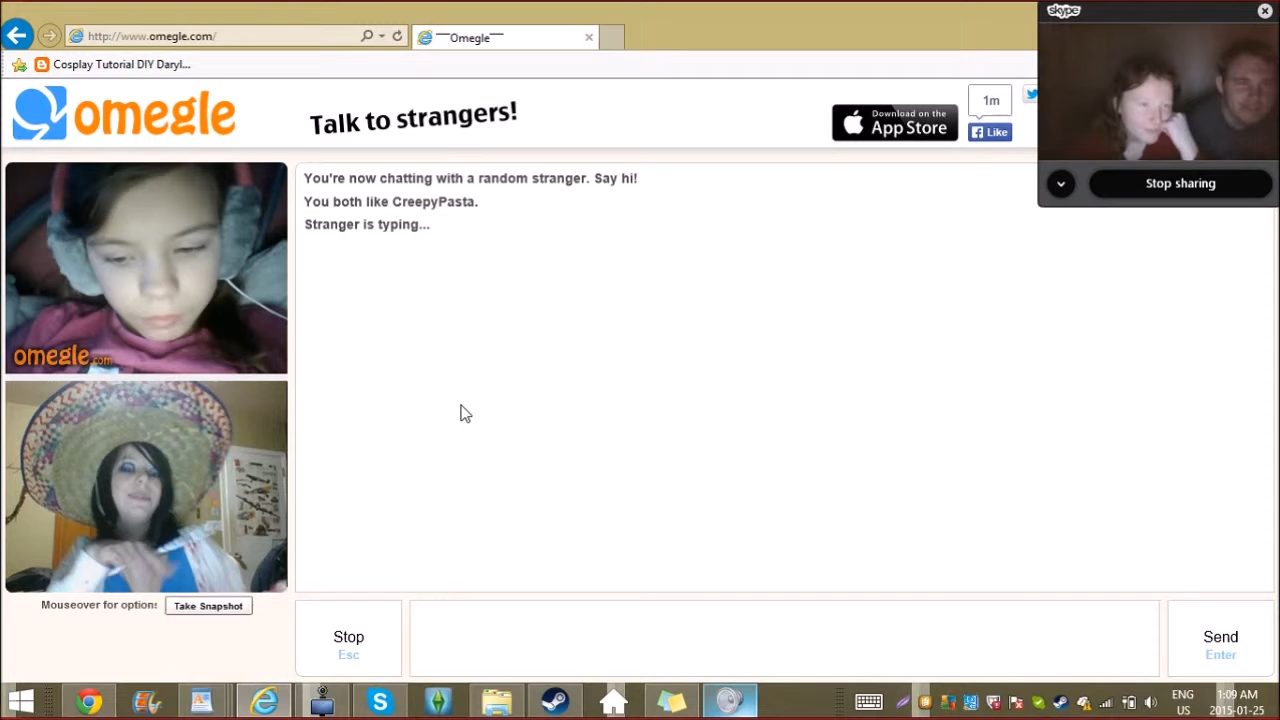 http://www.omegle.com/
Omegle
skype
Cosplay Tutorial DIY Daryl...
omegle
Talk to strangers!
Download on the
App Store
1m
Like
Stop sharing
You're now chatting with a random stranger. Say hi!
You both like CreepyPasta.
Stranger is typing...
omegle.com
Mouseover for options
Take Snapshot
Stop
Esc
Send
Enter
ENG
US
1:09 AM
2015-01-25